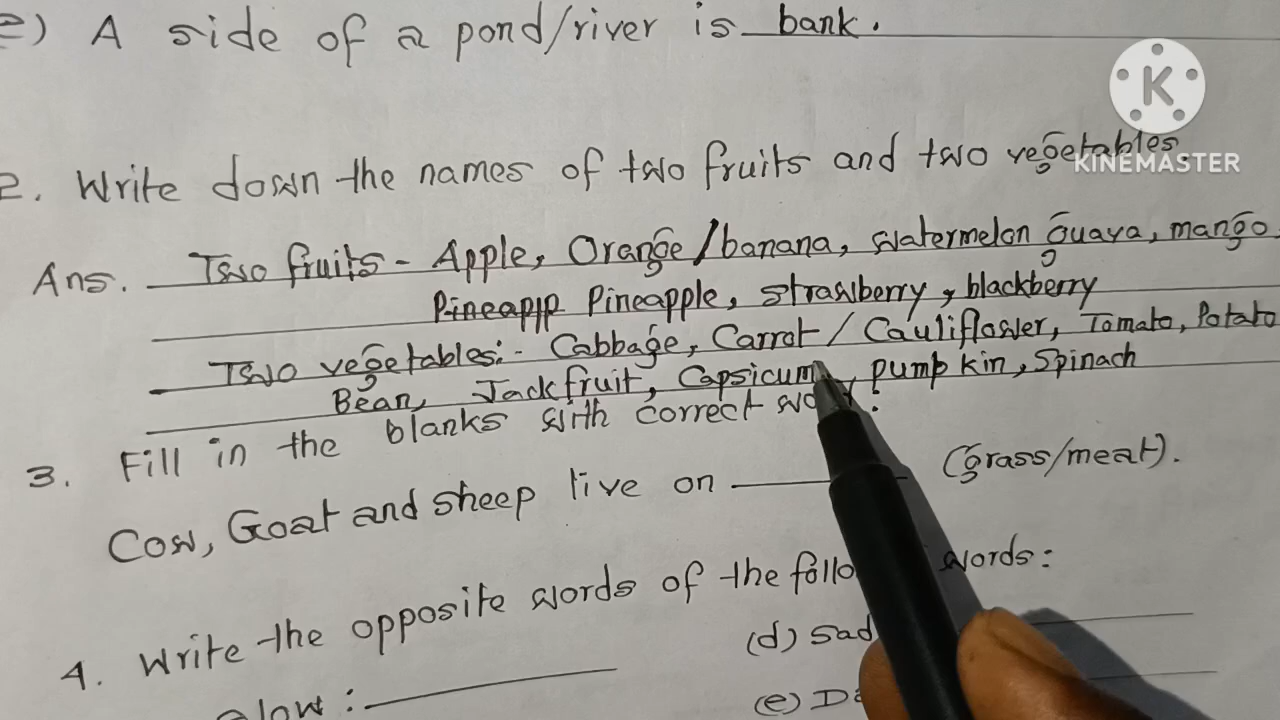 e) A side of a pond/river is bank.
2. Write down the names of two fruits and two vegetables
KINEMASTER
Ans. Two fruits - Apple, Orange/banana, watermelon guava, mango.
Pineapp Pineapple, strawberry, blackberry
Two vegetables:- Cabbage, Carrot/Cauliflower, Tomato, Potato
Bean, Jackfruit, Capsicum, pumpkin, Spinach
3. Fill in the blanks with correct
Cow, Goat and sheep live on (grass/meat).
4. Write the opposite words of the words:
(d) Sad
(e)